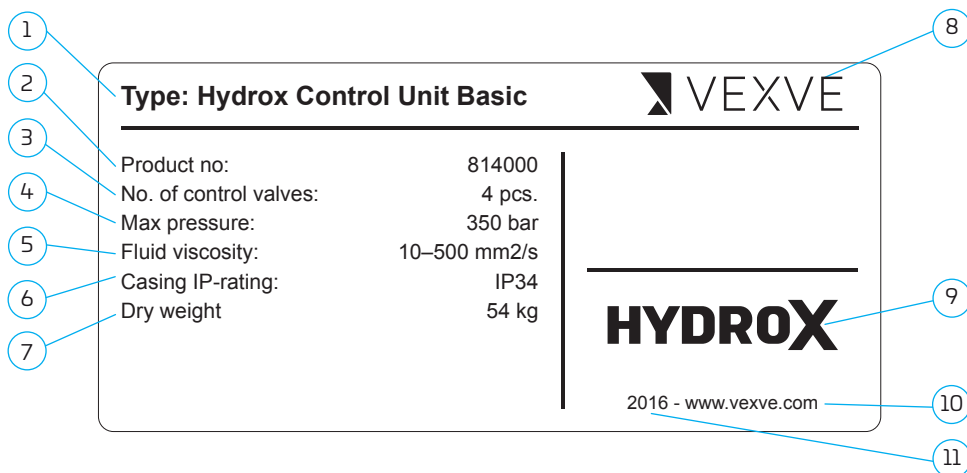 1
8
2
Type: Hydrox Control Unit Basic
VEXVE
3
Product no: 814000
4
No. of control valves: 4 pcs.
Max pressure: 350 bar
5
Fluid viscosity: 10–500 mm2/s
6
Casing IP-rating: IP34
9
Dry weight 54 kg
HYDROX
7
2016 - www.vexve.com
10
11